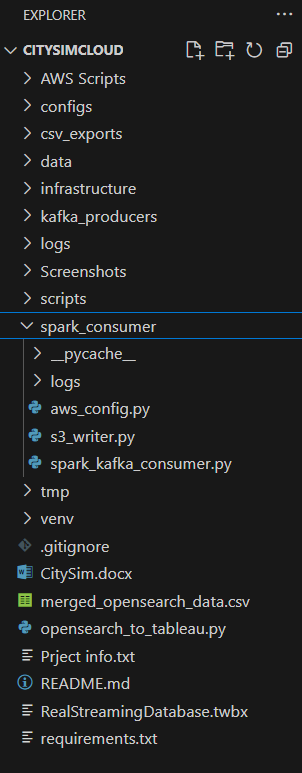 EXPLORER
CITYSIMCLOUD
AWS Scripts
configs
csv_exports
data
infrastructure
kafka_producers
logs
Screenshots
scripts
spark_consumer
__pycache__
logs
aws_config.py
s3_writer.py
spark_kafka_consumer.py
tmp
venv
.gitignore
CitySim.docx
merged_opensearch_data.csv
opensearch_to_tableau.py
Prject info.txt
README.md
RealStreamingDatabase.twbx
requirements.txt